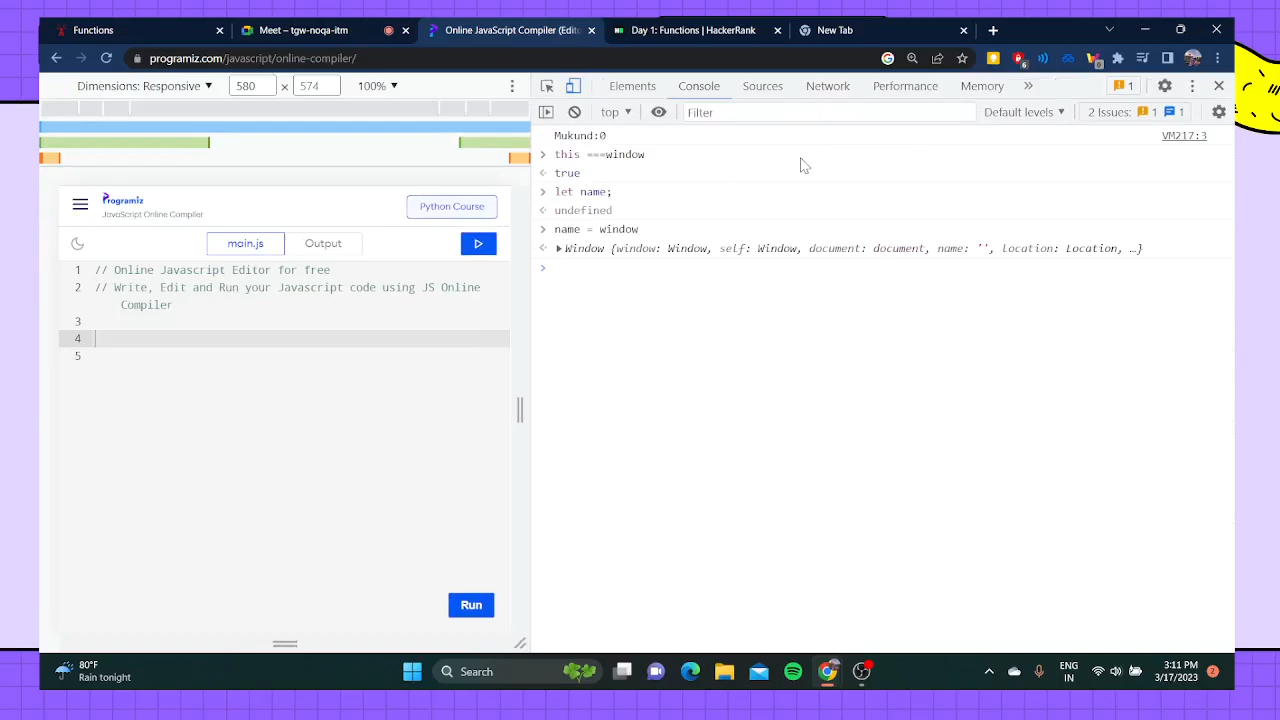 Functions
Meet – tgw-noqa-itm
Online JavaScript Compiler (Edito
Day 1: Functions | HackerRank
New Tab
programiz.com/javascript/online-compiler/
Dimensions: Responsive
580 × 574
100%
Elements
Console
Sources
Network
Performance
Memory
1
top
Filter
Default levels
2 Issues: 1 1
Programiz
JavaScript Online Compiler
Python Course
main.js
Output
1 // Online Javascript Editor for free
2 // Write, Edit and Run your Javascript code using JS Online
Compiler
3
4
5
Run
Mukund:0
VM217:3
this ===window
true
let name;
undefined
name = window
Window {window: Window, self: Window, document: document, name: '', location: Location, …}
80°F
Rain tonight
Search
ENG
IN
3:11 PM
3/17/2023
2